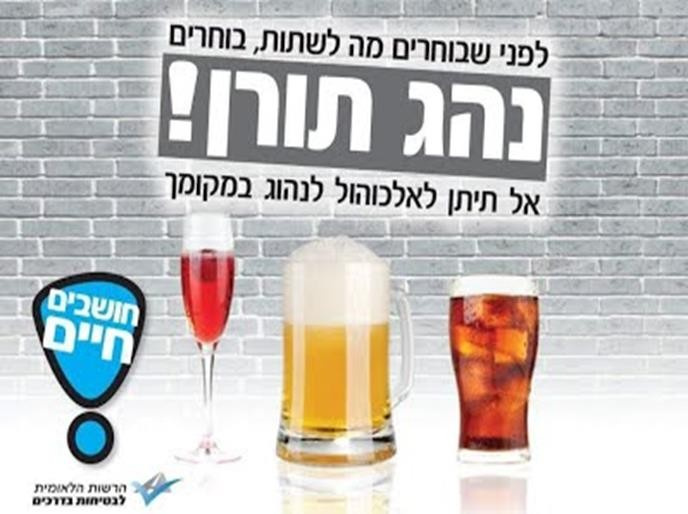 לפני שבוחרים מה לשתות, בוחרים
נהג תורן!
אל תיתן לאלכוהול לנהוג במקומך
חושבים
חיים
הרשות הלאומית
לבטיחות בדרכים